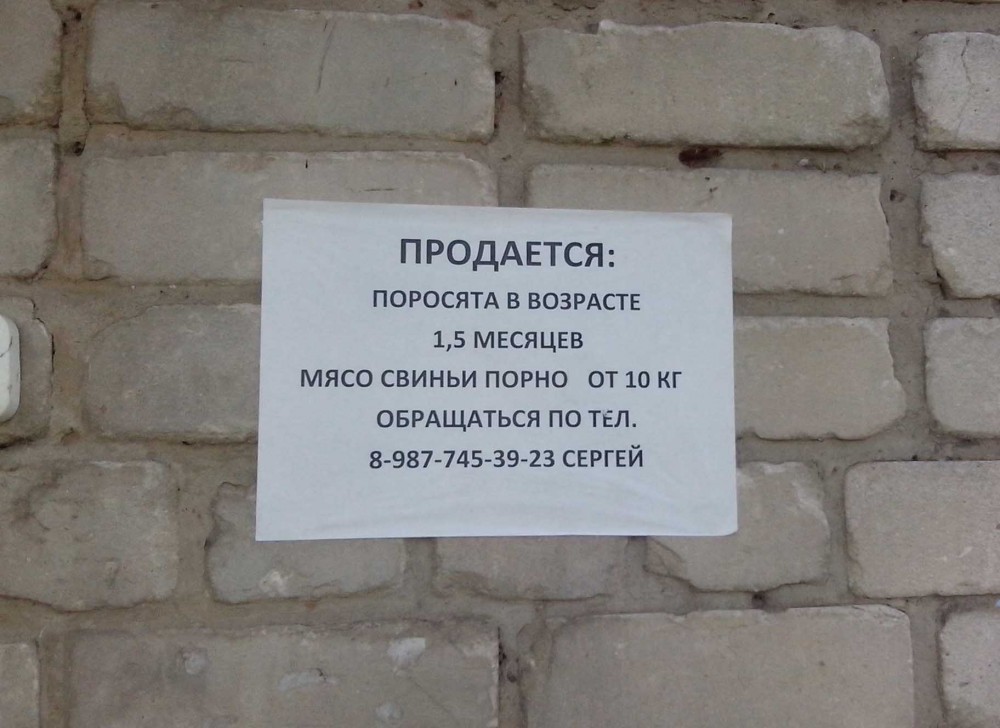 ПРОДАЕТСЯ:
ПОРОСЯТА В ВОЗРАСТЕ
1,5 МЕСЯЦЕВ
МЯСО СВИНЬИ ПОРНО ОТ 10 КГ
ОБРАЩАТЬСЯ ПО ТЕЛ.
8-987-745-39-23 СЕРГЕЙ